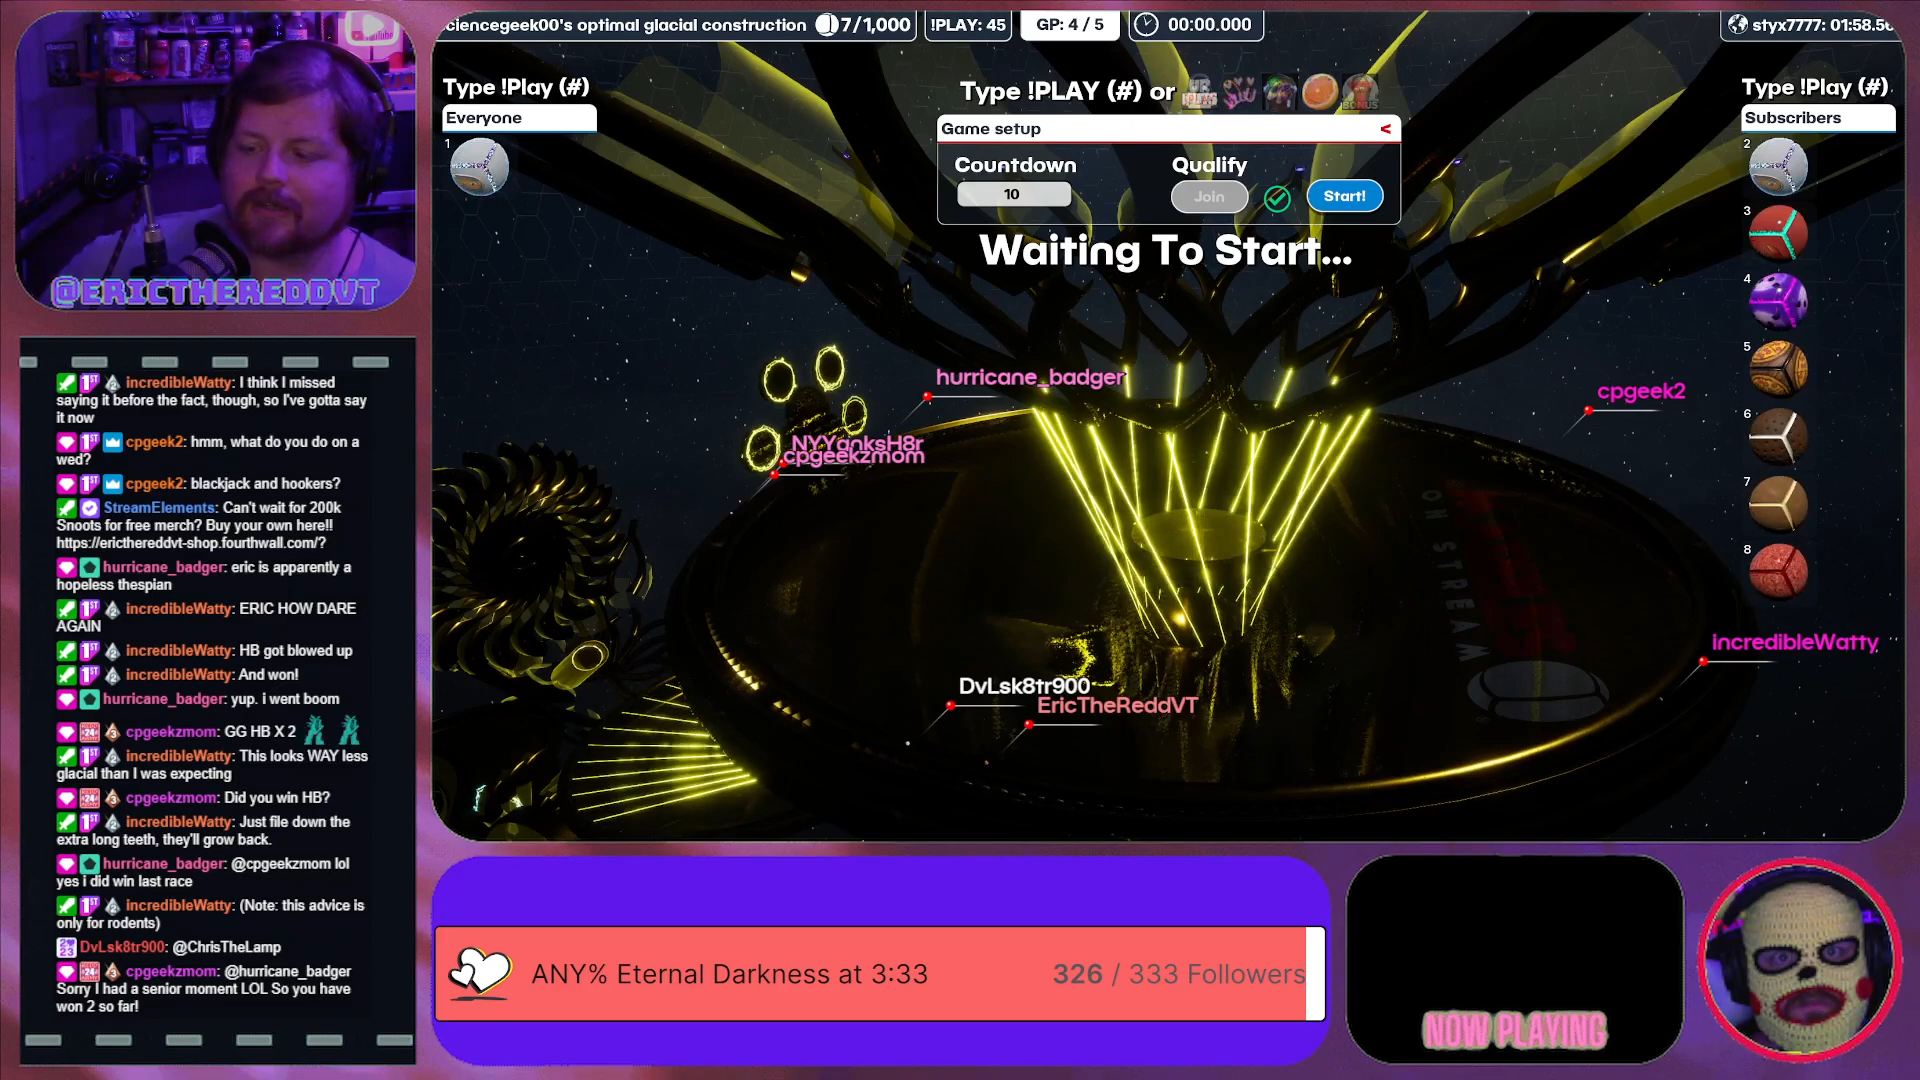 ciencegeek00's optimal glacial construction
7/1,000
!PLAY: 45
GP: 4 / 5
00:00.000
styx7777: 01:58.5
Type !Play (#)
Everyone
1
Type !PLAY (#) or
Game setup
<
Countdown
Qualify
10
Join
Start!
Waiting To Start...
Type !Play (#)
Subscribers
2
3
4
5
6
7
8
@ERICTHEREDDVT
hurricane_badger
cpgeek2
NYYanksH8r
cpgeekzmom
incredibleWatty
DvLsk8tr900
EricTheReddVT
ON STREAM
incredibleWatty: I think I missed
saying it before the fact, though, so I've gotta say
it now
cpgeek2: hmm, what do you do on a
wed?
cpgeek2: blackjack and hookers?
StreamElements: Can't wait for 200k
Snoots for free merch? Buy your own here!!
https://ericthereddvt-shop.fourthwall.com/?
hurricane_badger: eric is apparently a
hopeless thespian
incredibleWatty: ERIC HOW DARE
AGAIN
incredibleWatty: HB got blowed up
incredibleWatty: And won!
hurricane_badger: yup. i went boom
cpgeekzmom: GG HB X 2
incredibleWatty: This looks WAY less
glacial than I was expecting
cpgeekzmom: Did you win HB?
incredibleWatty: Just file down the
extra long teeth, they'll grow back.
hurricane_badger: @cpgeekzmom lol
yes i did win last race
incredibleWatty: (Note: this advice is
only for rodents)
DvLsk8tr900: @ChrisTheLamp
cpgeekzmom: @hurricane_badger
Sorry I had a senior moment LOL So you have
won 2 so far!
ANY% Eternal Darkness at 3:33
326 / 333 Followers
NOW PLAYING